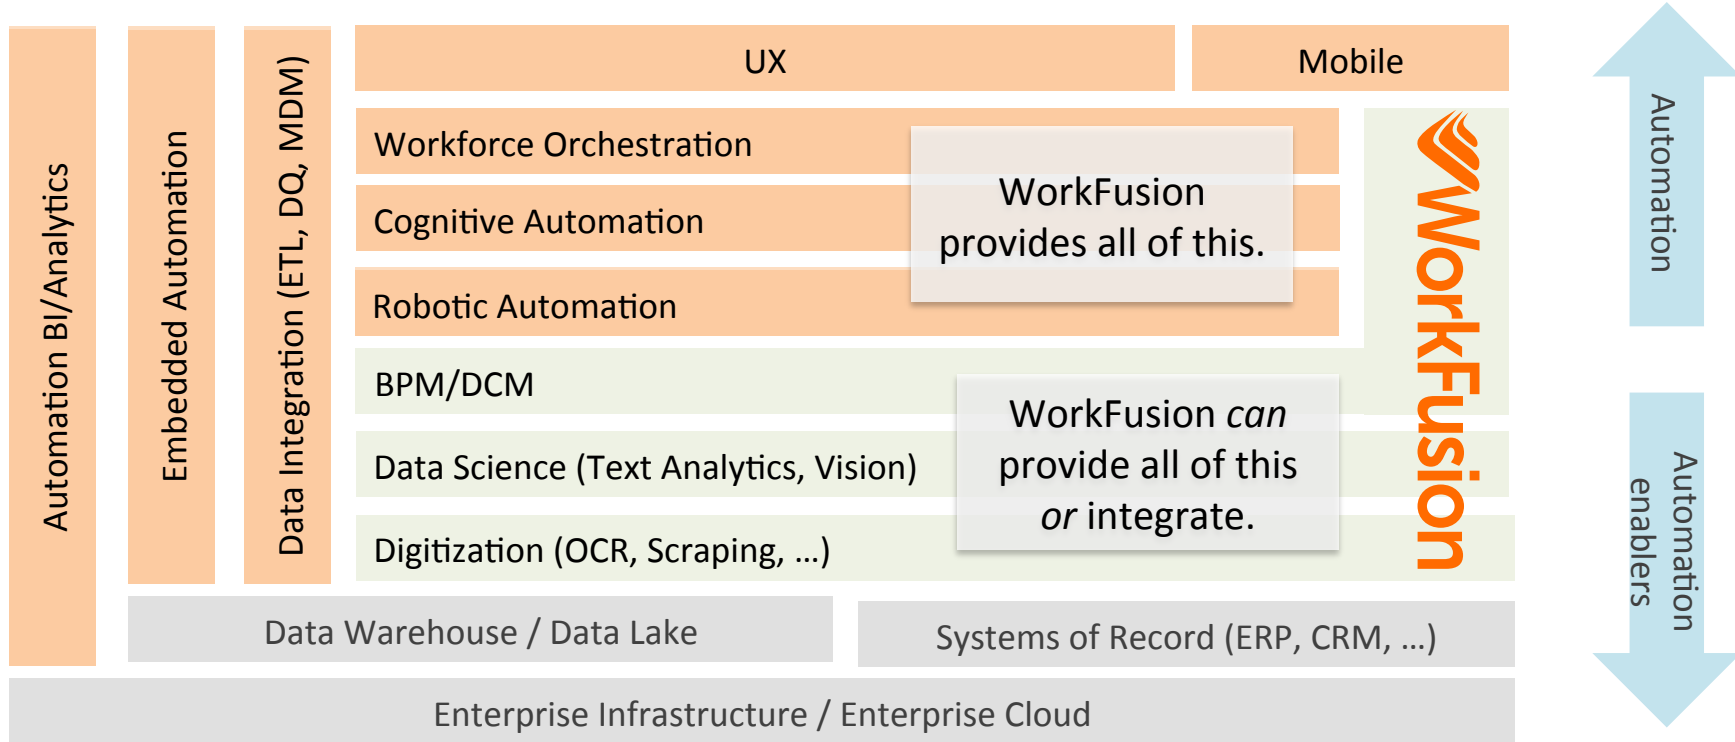 Automation BI/Analytics
Embedded Automation
Data Integration (ETL, DQ, MDM)
UX
Mobile
Workforce Orchestration
Cognitive Automation
Robotic Automation
WorkFusion
provides all of this.
BPM/DCM
Data Science (Text Analytics, Vision)
Digitization (OCR, Scraping, ...)
WorkFusion can
provide all of this
or integrate.
WorkFusion
Data Warehouse / Data Lake
Systems of Record (ERP, CRM, ...)
Enterprise Infrastructure / Enterprise Cloud
Automation
Automation
enablers